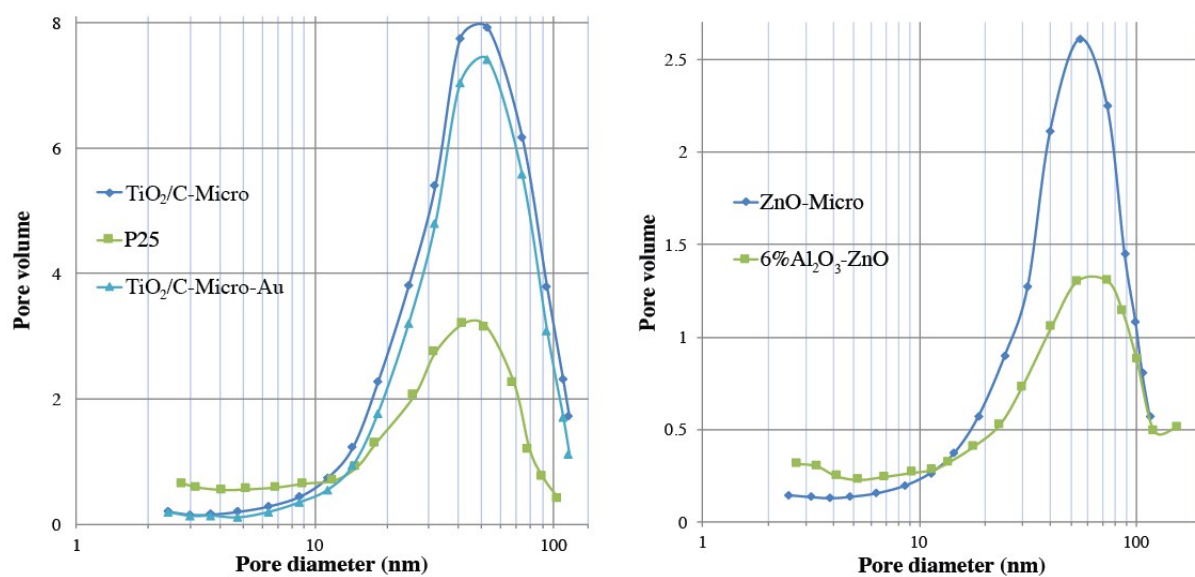 8
6
4
2
0
1
10
100
Pore volume
Pore diameter (nm)
TiO₂/C-Micro
P25
TiO₂/C-Micro-Au
2.5
2
1.5
1
0.5
0
1
10
100
Pore volume
Pore diameter (nm)
ZnO-Micro
6%Al₂O₃-ZnO